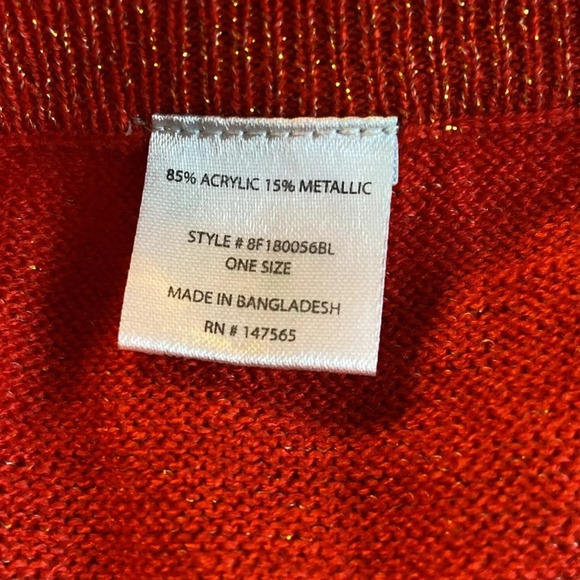 85% ACRYLIC 15% METALLIC
STYLE # 8F180056BL
ONE SIZE
MADE IN BANGLADESH
RN # 147565